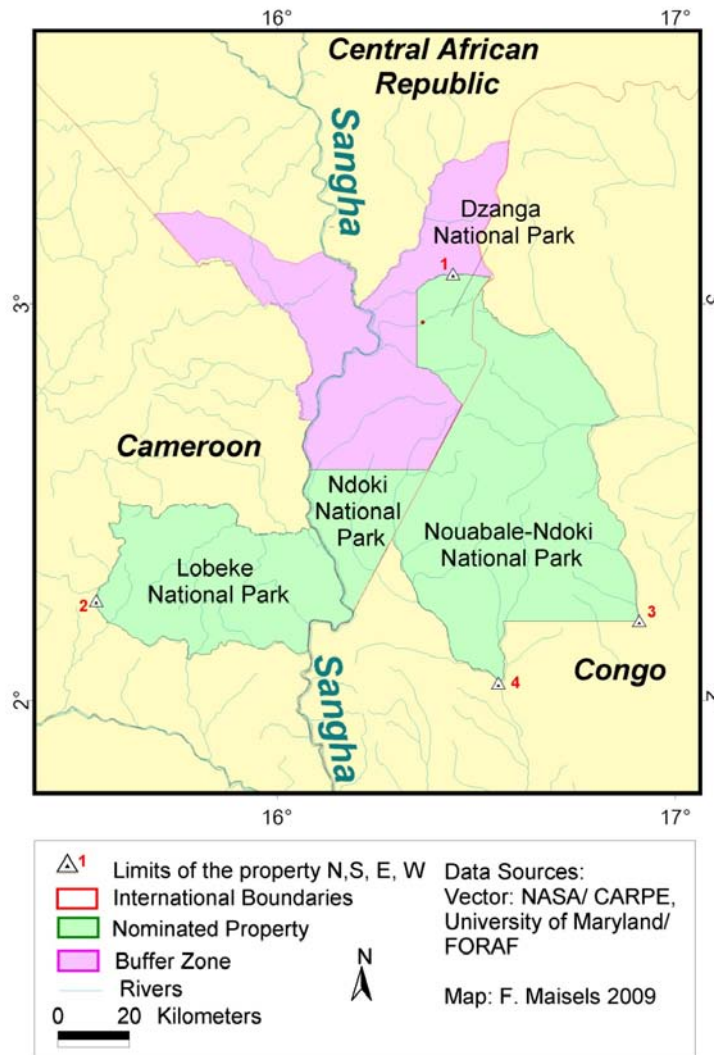 16°
17°
Central African
Republic
Sangha
Dzanga
National Park
1
3°
3
Cameroon
Ndoki
National
Park
Nouabale-Ndoki
National Park
Lobeke
National Park
2
3
4
Congo
Sangha
2°
2
16°
17°
1
Limits of the property N,S, E, W
International Boundaries
Nominated Property
Buffer Zone
Rivers
0 20 Kilometers
N
Data Sources:
Vector: NASA/ CARPE,
University of Maryland/
FORAF
Map: F. Maisels 2009